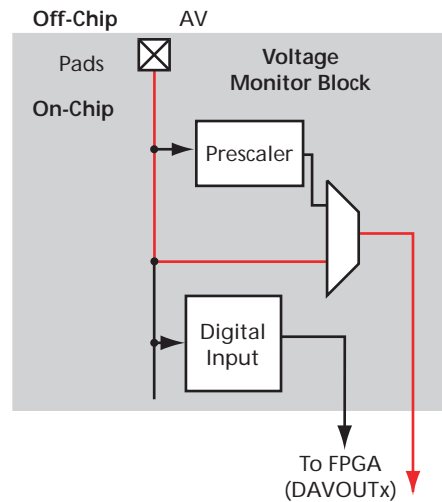 Off-Chip AV
Pads
Voltage
Monitor Block
On-Chip
Prescaler
Digital
Input
To FPGA
(DAVOUTx)